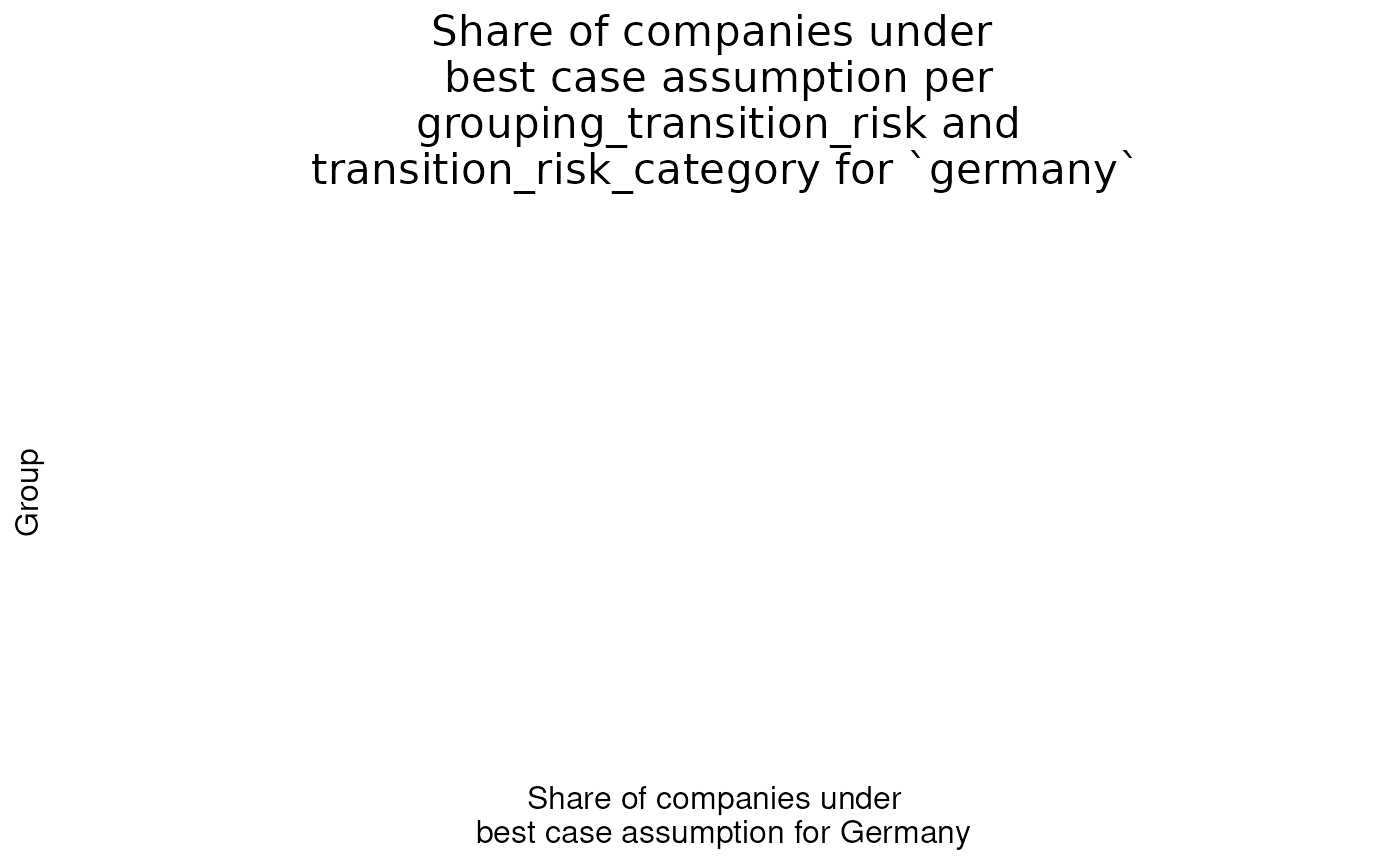 Share of companies under
best case assumption per
grouping_transition_risk and
transition_risk_category for `germany`
Group
Share of companies under
best case assumption for Germany